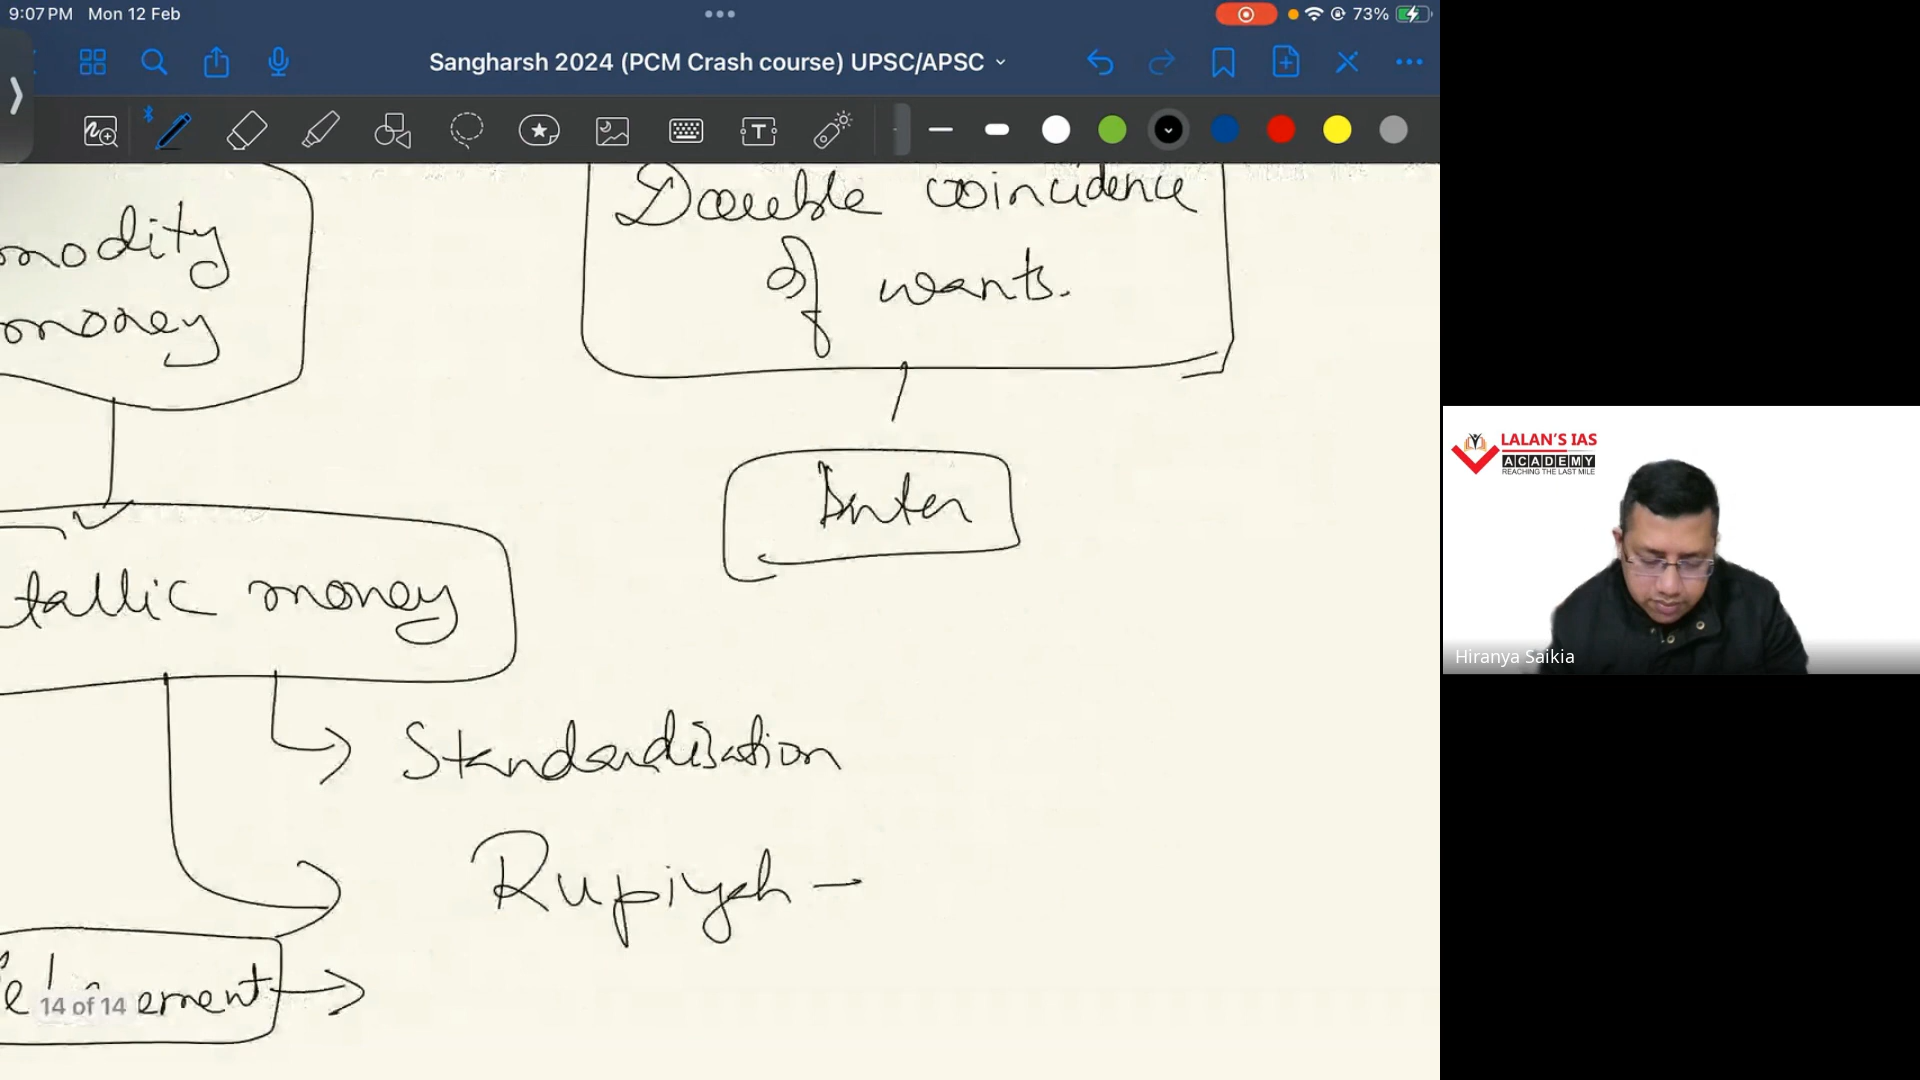 9:07 PM Mon 12 Feb
73%
Sangharsh 2024 (PCM Crash course) UPSC/APSC
T
modity
money
Double coincidence
of wants.
tallic money
Standardisation
Rupiyah -
ement
14 of 14
LALAN'S IAS
ACADEMY
REACHING THE LAST MILE
Hiranya Saikia